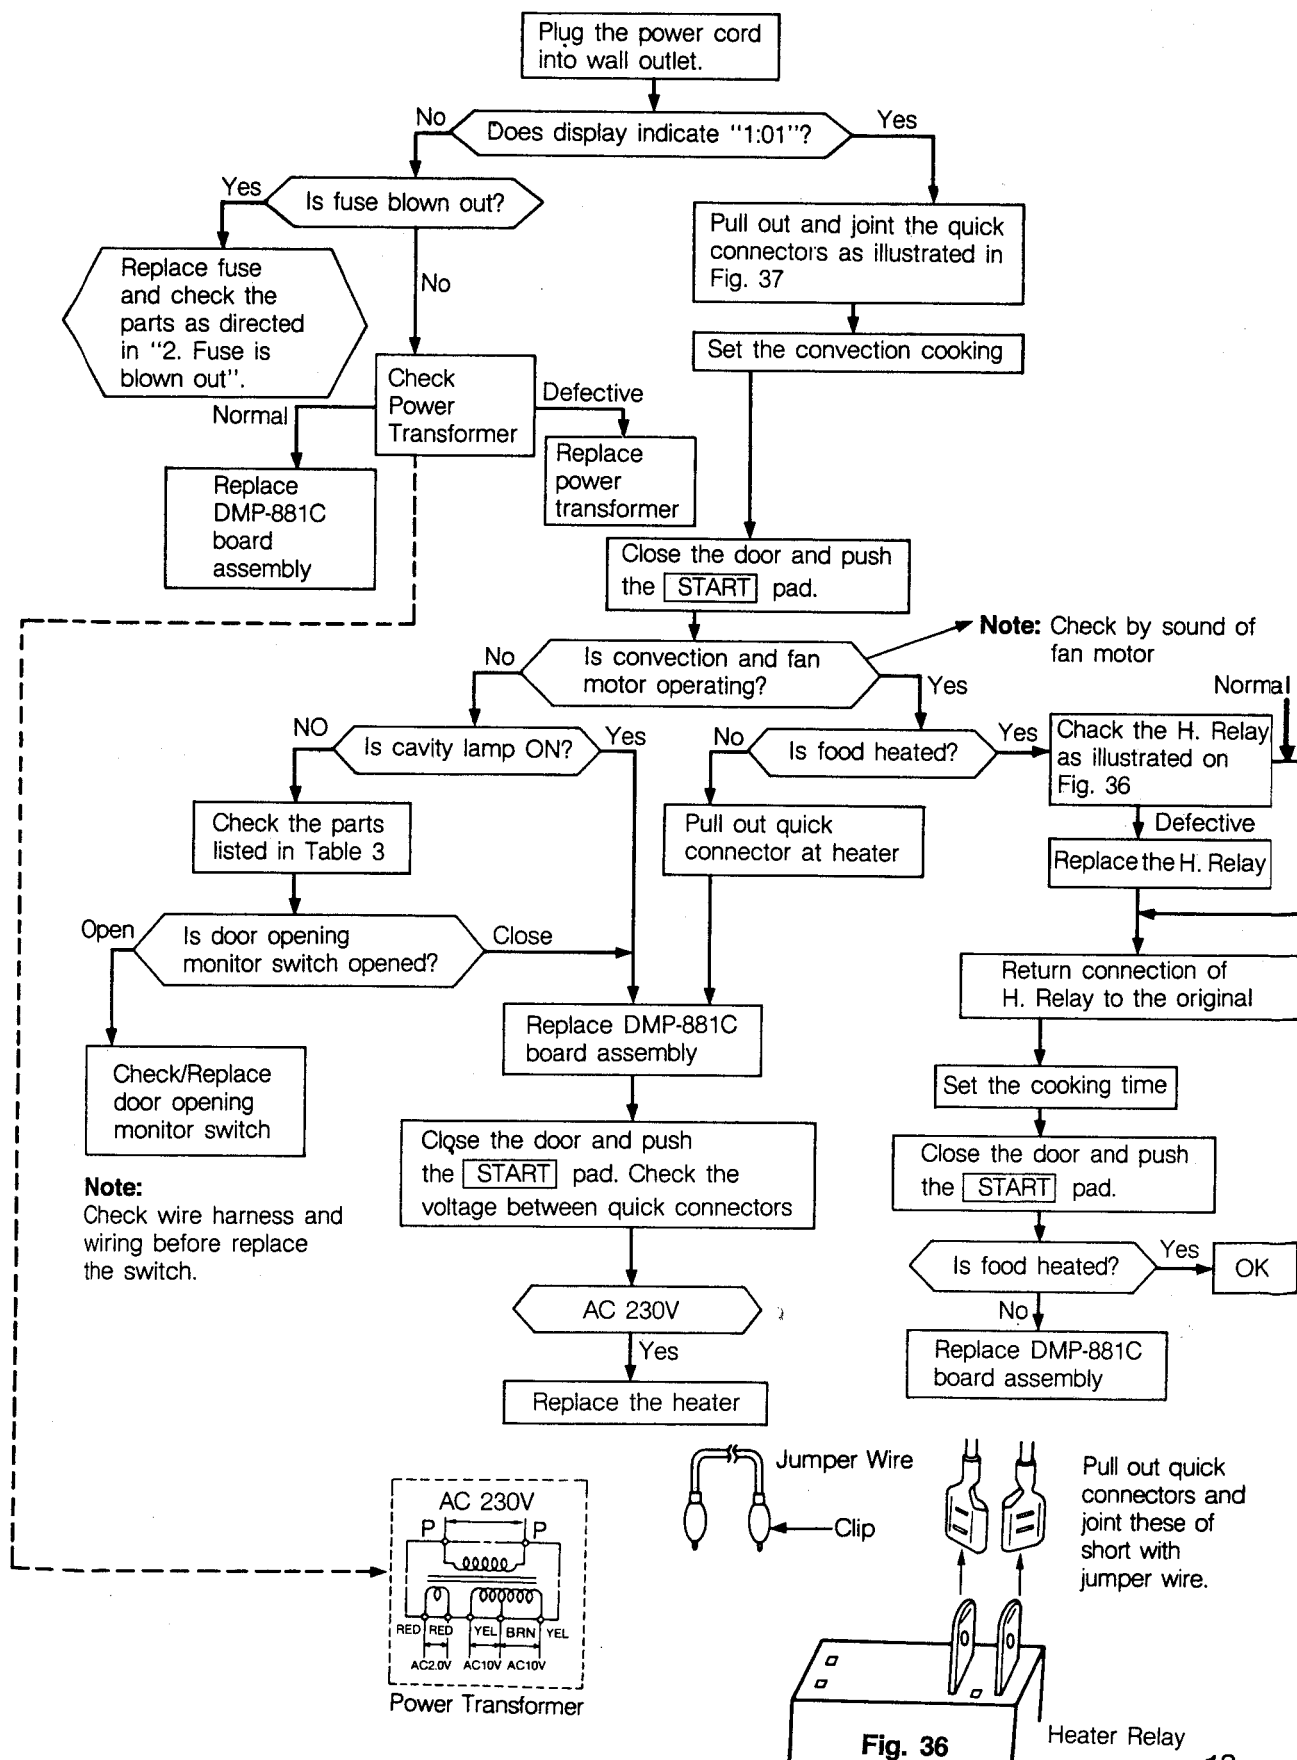 Plug the power cord
into wall outlet.
No
Does display indicate "1:01"?
Yes
Yes
Is fuse blown out?
Replace fuse
and check the
parts as directed
in "2. Fuse is
blown out".
No
Pull out and joint the quick
connectors as illustrated in
Fig. 37
Set the convection cooking
Check
Power
Transformer
Normal
Defective
Replace
DMP-881C
board
assembly
Replace
power
transformer
Close the door and push
the START pad.
Note: Check by sound of
fan motor
No
Is convection and fan
motor operating?
Yes
Normal
NO
Is cavity lamp ON?
Yes
No
Is food heated?
Yes
Chack the H. Relay
as illustrated on
Fig. 36
Defective
Replace the H. Relay
Check the parts
listed in Table 3
Pull out quick
connector at heater
Open
Is door opening
monitor switch opened?
Close
Return connection of
H. Relay to the original
Replace DMP-881C
board assembly
Check/Replace
door opening
monitor switch
Set the cooking time
Close the door and push
the START pad. Check the
voltage between quick connectors
Close the door and push
the START pad.
Note:
Check wire harness and
wiring before replace
the switch.
Is food heated?
Yes
OK
No
AC 230V
Yes
Replace DMP-881C
board assembly
Replace the heater
Jumper Wire
Clip
Pull out quick
connectors and
joint these of
short with
jumper wire.
AC 230V
P
P
RED RED YEL BRN YEL
AC2.0V AC10V AC10V
Power Transformer
Fig. 36
Heater Relay